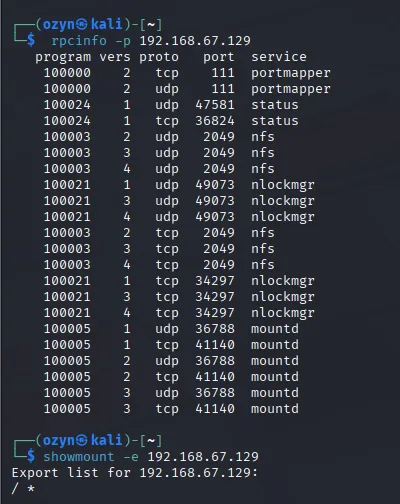 ┌──(ozyn㉿kali)-[~]
└─$ rpcinfo -p 192.168.67.129
   program vers proto   port  service
    100000    2   tcp    111  portmapper
    100000    2   udp    111  portmapper
    100024    1   udp  47581  status
    100024    1   tcp  36824  status
    100003    2   udp   2049  nfs
    100003    3   udp   2049  nfs
    100003    4   udp   2049  nfs
    100021    1   udp  49073  nlockmgr
    100021    3   udp  49073  nlockmgr
    100021    4   udp  49073  nlockmgr
    100003    2   tcp   2049  nfs
    100003    3   tcp   2049  nfs
    100003    4   tcp   2049  nfs
    100021    1   tcp  34297  nlockmgr
    100021    3   tcp  34297  nlockmgr
    100021    4   tcp  34297  nlockmgr
    100005    1   udp  36788  mountd
    100005    1   tcp  41140  mountd
    100005    2   udp  36788  mountd
    100005    2   tcp  41140  mountd
    100005    3   udp  36788  mountd
    100005    3   tcp  41140  mountd
┌──(ozyn㉿kali)-[~]
└─$ showmount -e 192.168.67.129
Export list for 192.168.67.129:
/ *